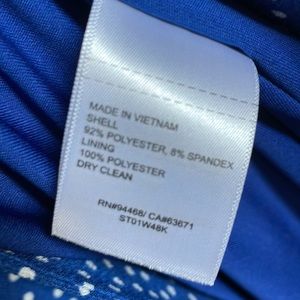 MADE IN VIETNAM
SHELL
92% POLYESTER, 8% SPANDEX
LINING
100% POLYESTER
DRY CLEAN
RN#94468/ CA#63671
ST01W48K